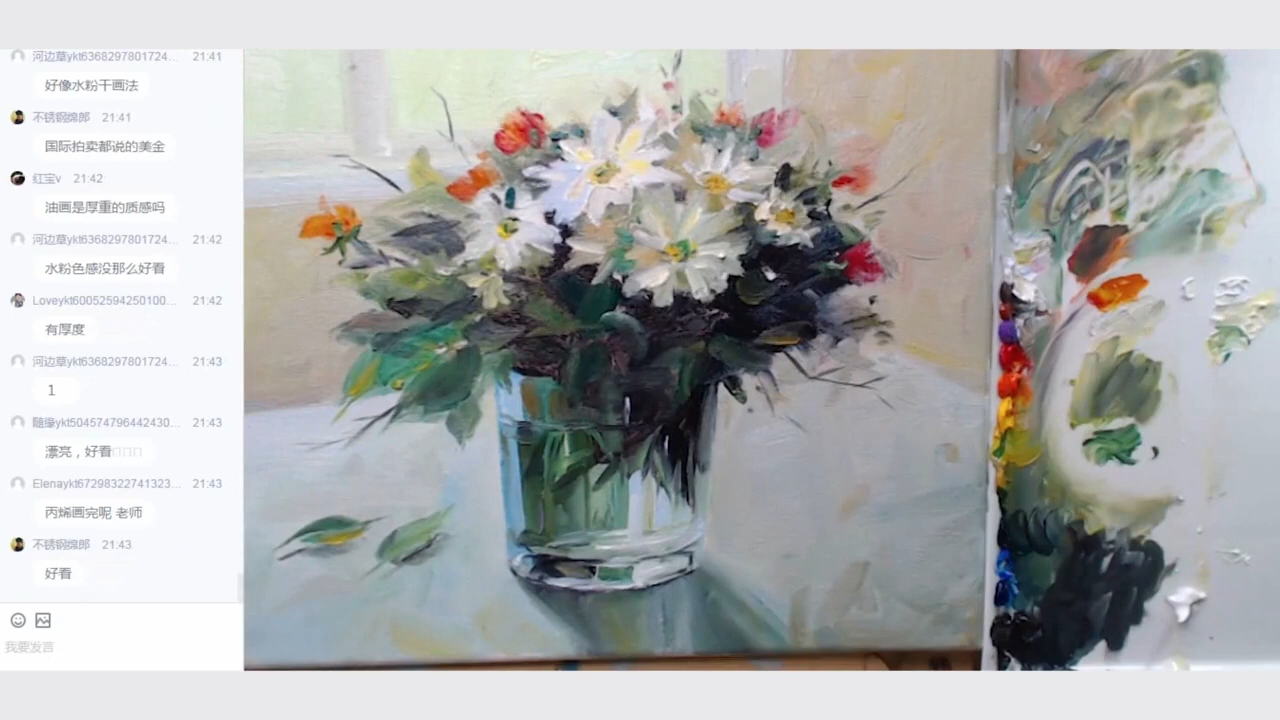 河边草ykt6368297801724... 21:41
好像水粉干画法
不锈钢绵郎 21:41
国际拍卖都说的美金
红宝v 21:42
油画是厚重的质感吗
河边草ykt6368297801724... 21:42
水粉色感没那么好看
Loveykt60052594250100... 21:42
有厚度
河边草ykt6368297801724... 21:43
1
随缘ykt504574796442430... 21:43
漂亮，好看□□□
Elenaykt67298322741323... 21:43
丙烯画完呢 老师
不锈钢绵郎 21:43
好看
我要发言